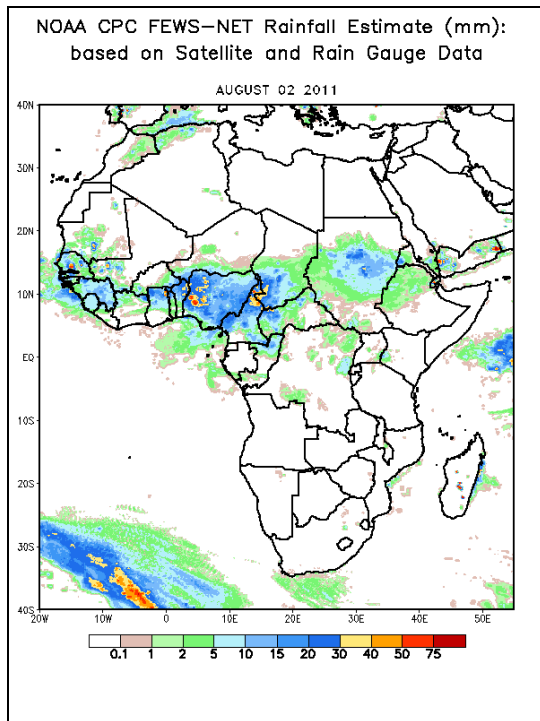 NOAA CPC FEWS-NET Rainfall Estimate (mm):
based on Satellite and Rain Gauge Data
AUGUST 02 2011
40N
30N
20N
10N
EQ
10S
20S
30S
40S
20W 10W 0 10E 20E 30E 40E 50E
0.1 1 2 5 10 15 20 30 40 50 75